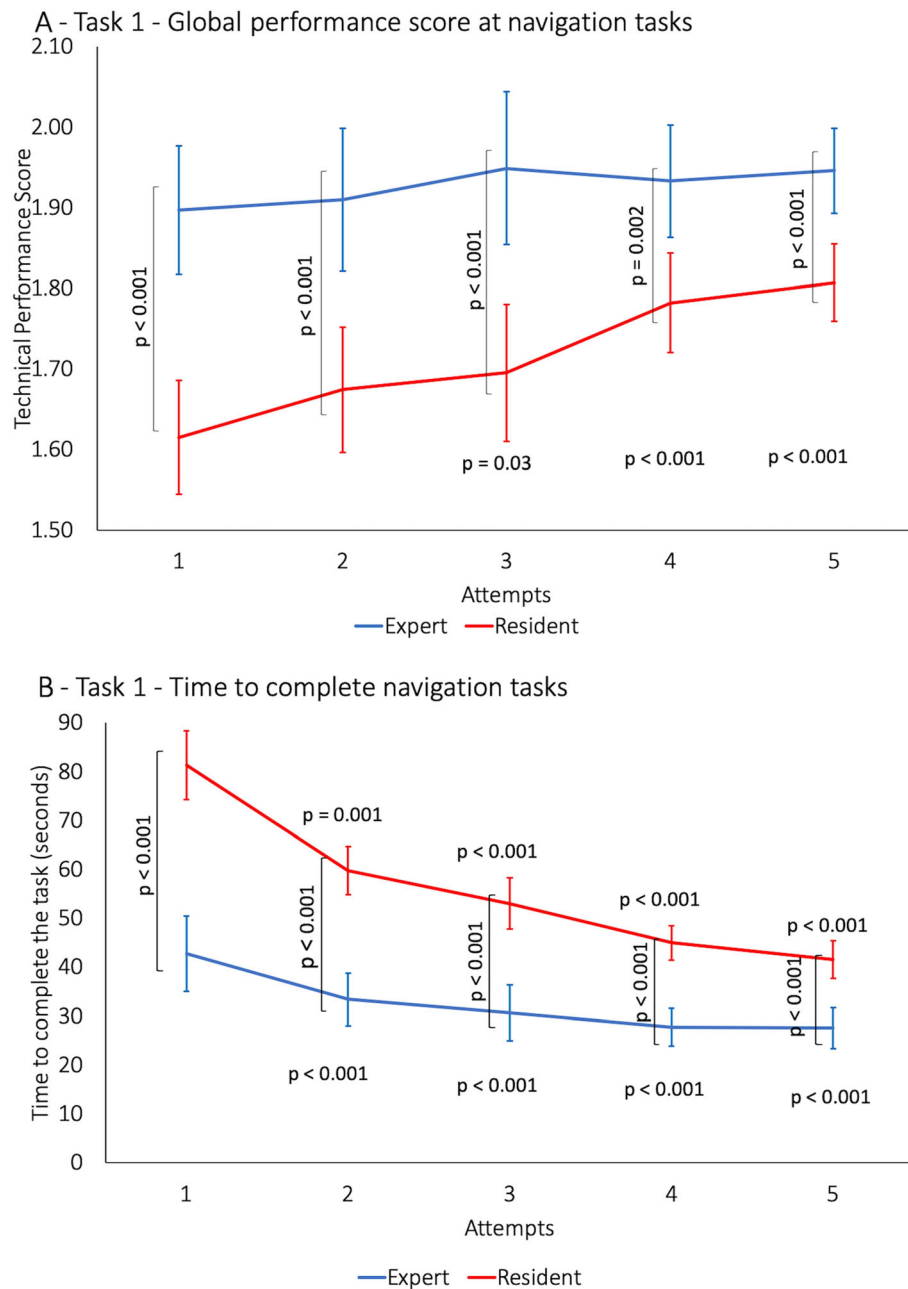 A - Task 1 - Global performance score at navigation tasks
2.10
2.00
1.90
1.80
1.70
1.60
1.50
Technical Performance Score
p < 0.001
p < 0.001
p < 0.001
p = 0.002
p < 0.001
p = 0.03
p < 0.001
p < 0.001
1 2 3 4 5
Attempts
Expert Resident
B - Task 1 - Time to complete navigation tasks
90
80
70
60
50
40
30
20
10
0
Time to complete the task (seconds)
p < 0.001
p = 0.001
p < 0.001
p < 0.001
p < 0.001
p < 0.001
p < 0.001
p < 0.001
p < 0.001
p < 0.001
p < 0.001
p < 0.001
p < 0.001
1 2 3 4 5
Attempts
Expert Resident